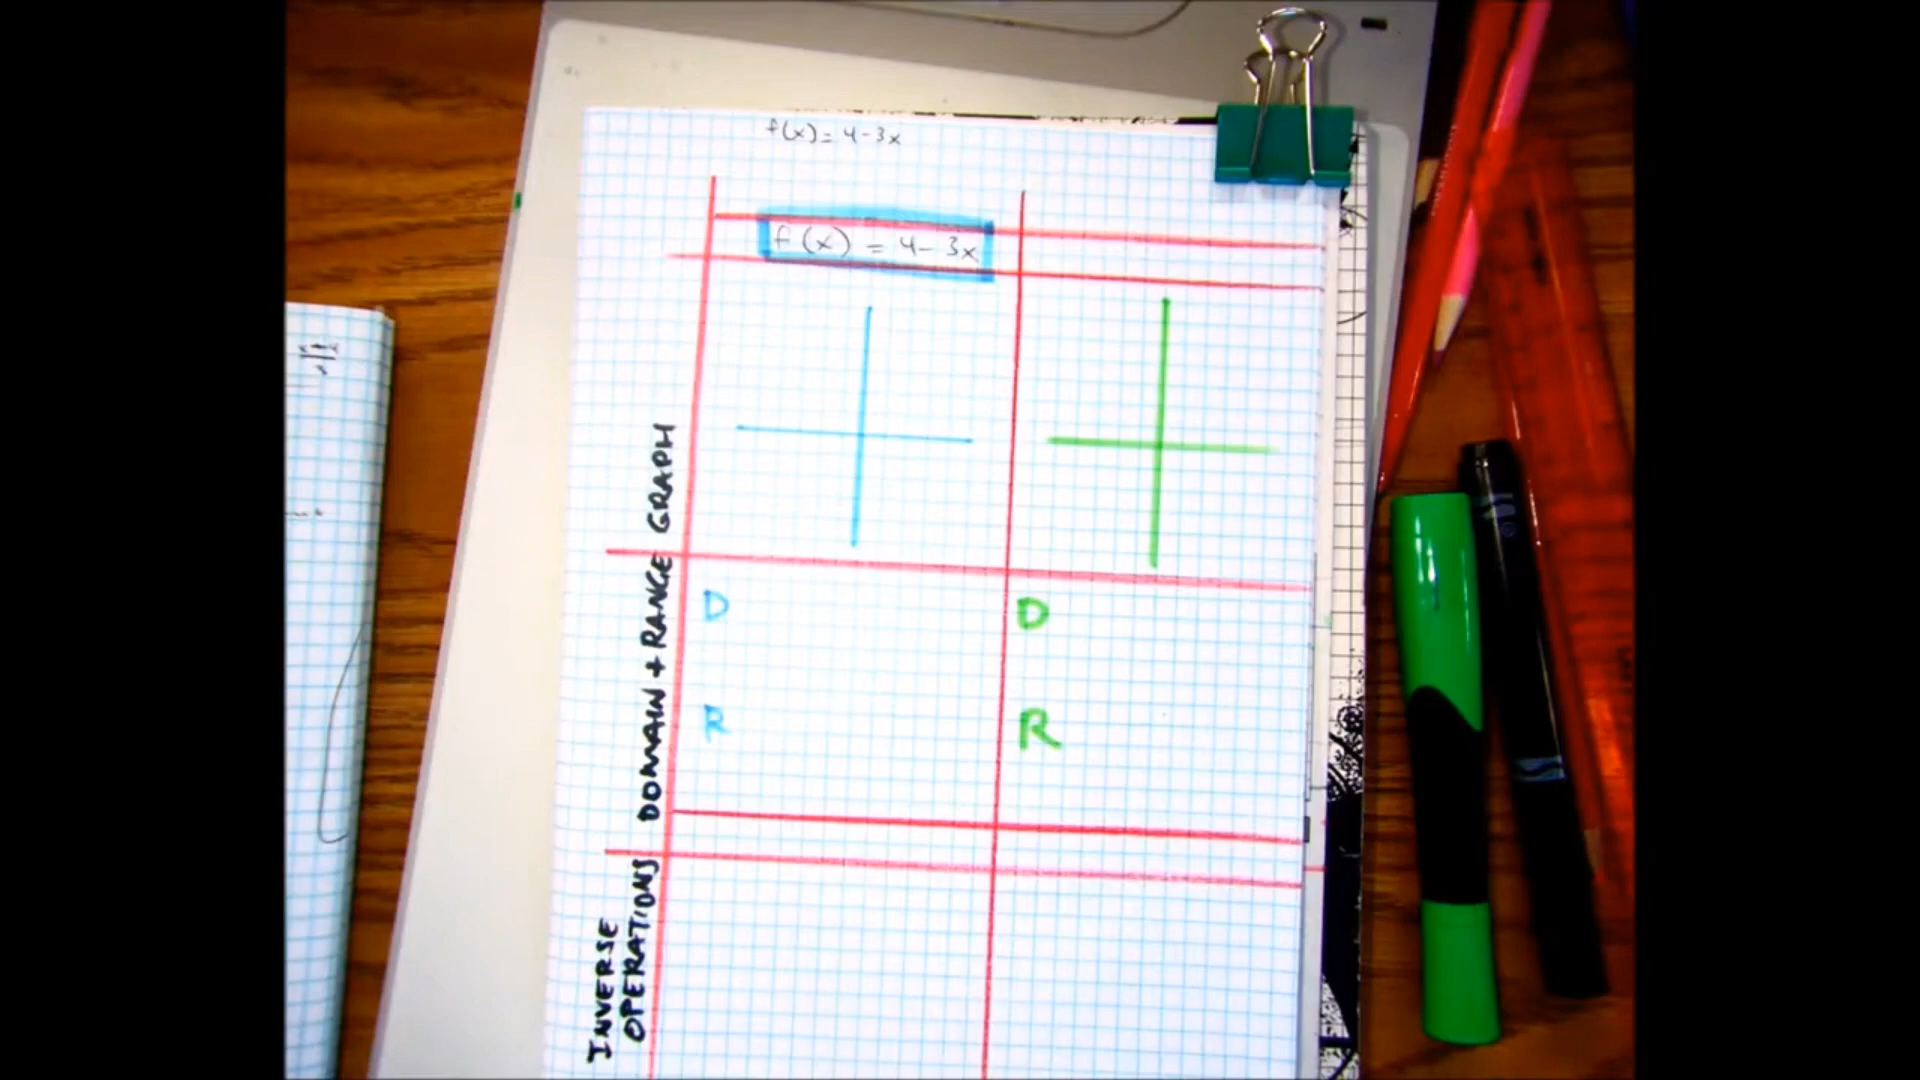 f(x) = 4-3x
f(x) = 4-3x
GRAPH
D
D
DOMAIN + RANGE
R
R
INVERSE
OPERATIONS